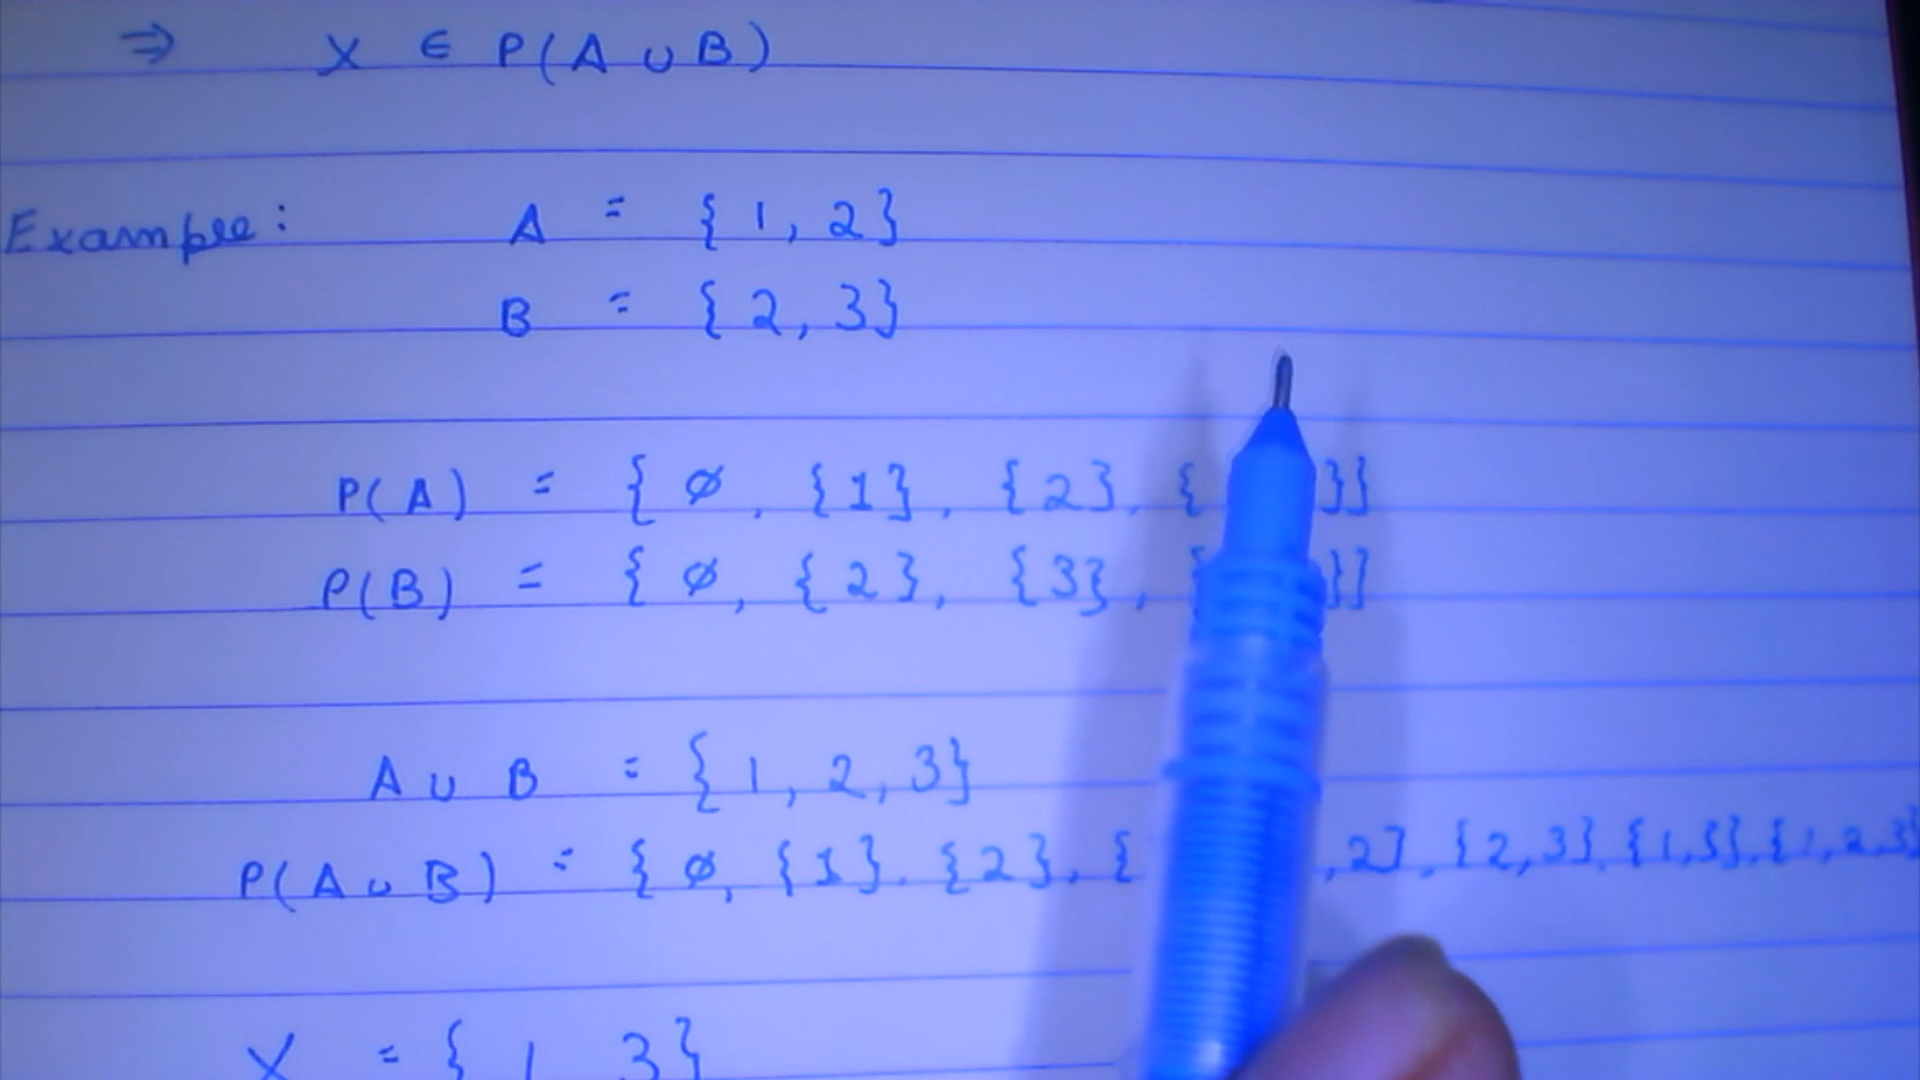 ⇒ X ∈ P(A ∪ B)
Example: A = {1, 2}
B = {2, 3}
P(A) = {ø, {1}, {2}, { }}
P(B) = {ø, {2}, {3}, { }}
A ∪ B = {1, 2, 3}
P(A ∪ B) = {ø, {1}, {2}, { ,2}, {2,3}, {1,3}, {1,2,3}
X = {1 3}